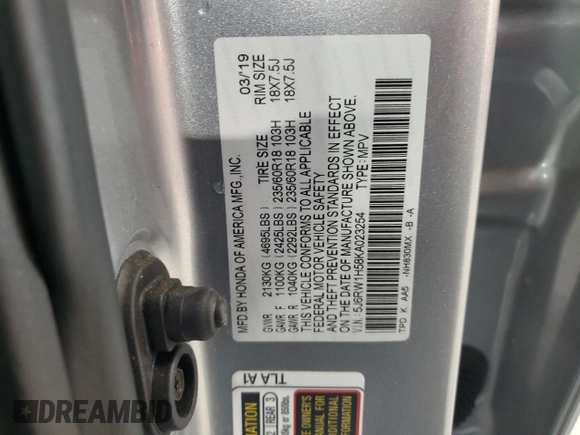 MFD.BY HONDA OF AMERICA MFG.,INC. 03/'19
TIRE SIZE RIM SIZE
GVWR 2130KG (4695LBS)
GAWR F 1100KG (2425LBS) 235/60R18 103H 18X7.5J
GAWR R 1040KG (2292LBS) 235/60R18 103H 18X7.5J
THIS VEHICLE CONFORMS TO ALL APPLICABLE
FEDERAL MOTOR VEHICLE SAFETY
AND THEFT PREVENTION STANDARDS IN EFFECT
ON THE DATE OF MANUFACTURE SHOWN ABOVE.
V.I.N.: 5J6RW1H58KA023254 TYPE:MPV
TPD K AA5 -NH830MX -B -A
TLA A1
REAR 3
DREAMBID